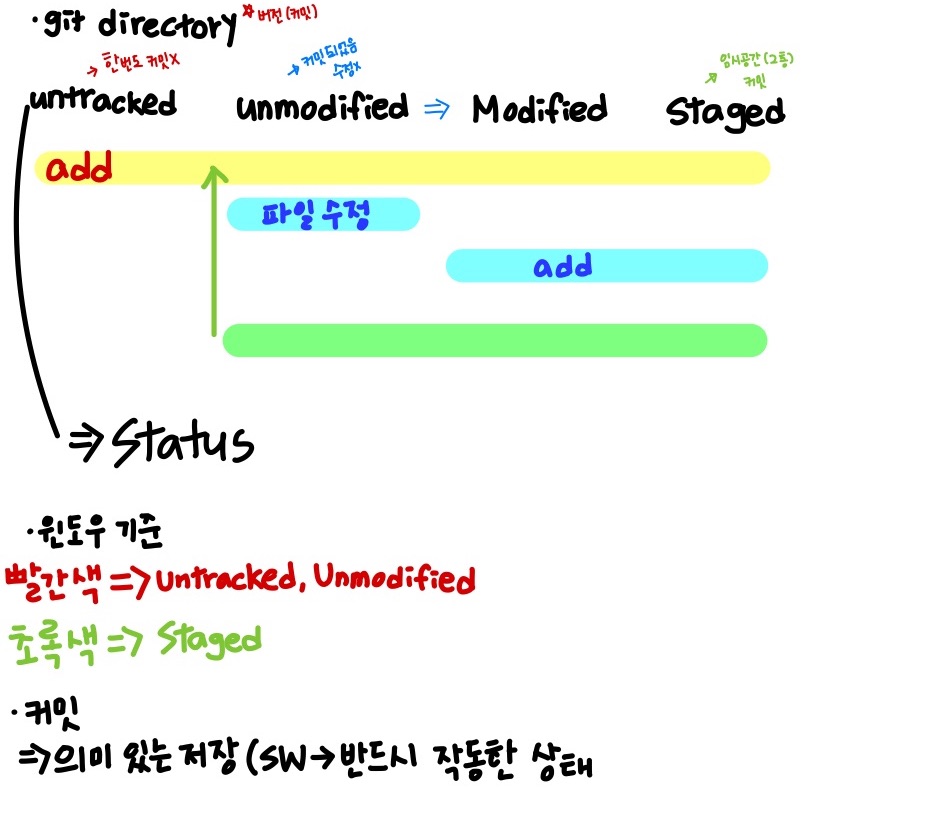 · git directory ☆버전(커밋)
→ 한번도 커밋X
→ 커밋되었음
수정X
임시공간(2층)
↗ 커밋
untracked unmodified ⇒ Modified Staged
add
파일 수정
add
⇒ Status
· 윈도우 기준
빨간색 => untracked, Unmodified
초록색 => Staged
· 커밋
=> 의미 있는 저장 (SW → 반드시 작동한 상태